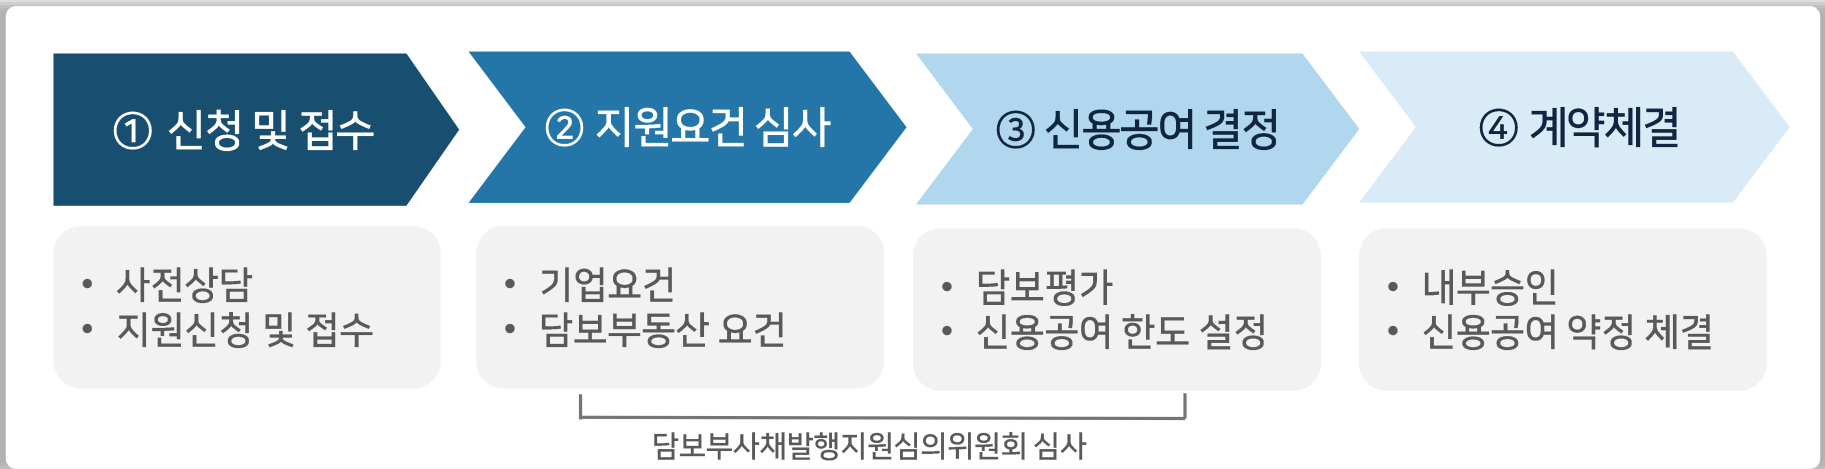 ① 신청 및 접수
② 지원요건 심사
③ 신용공여 결정
④ 계약체결
• 사전상담
• 지원신청 및 접수
• 기업요건
• 담보부동산 요건
• 담보평가
• 신용공여 한도 설정
• 내부승인
• 신용공여 약정 체결
담보부사채발행지원심의위원회 심사